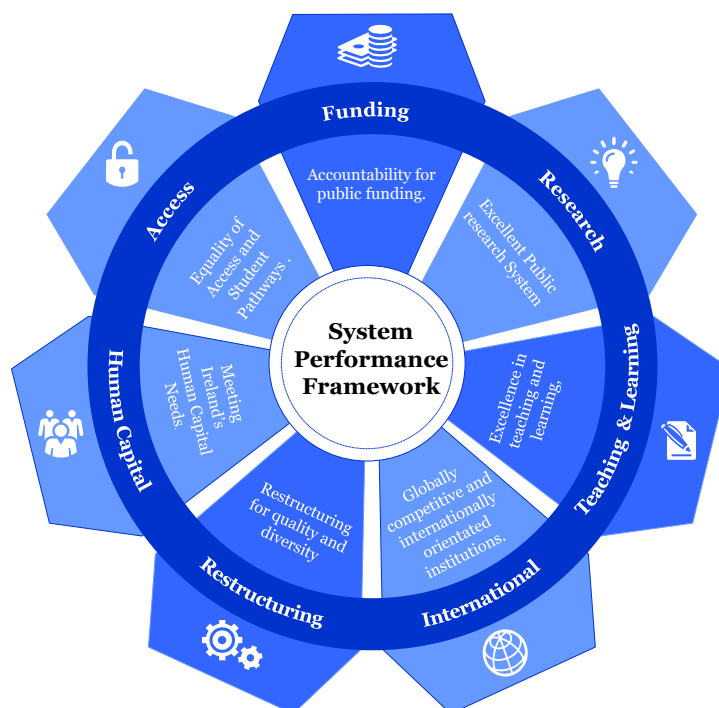 System
Performance
Framework
Funding
Accountability for
public funding.
Research
Excellent Public
research System
Teaching & Learning
Excellence in
teaching and
learning,
International
Globally
competitive and
internationally
orientated
institutions.
Restructuring
Restructuring
for quality and
diversity
Human Capital
Meeting
Ireland's
Human Capital
Needs.
Access
Equality of
Access and
Student
Pathways .